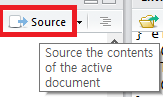 Source
Source the contents
of the active
document